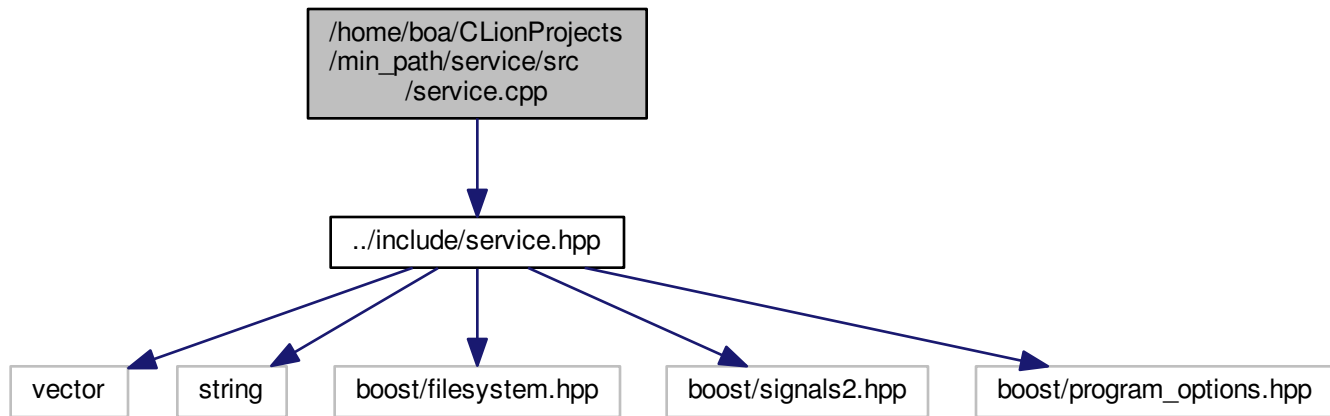 /home/boa/CLionProjects
/min_path/service/src
/service.cpp
../include/service.hpp
vector
string
boost/filesystem.hpp
boost/signals2.hpp
boost/program_options.hpp